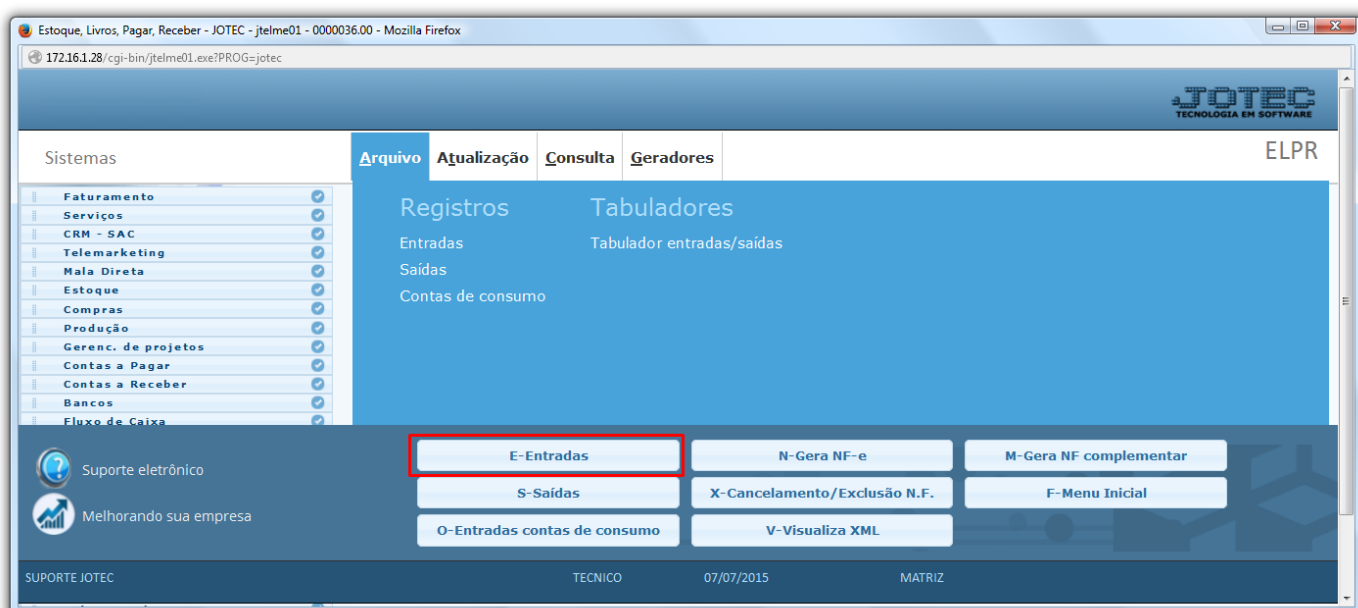 Estoque, Livros, Pagar, Receber - JOTEC - jtelme01 - 0000036.00 - Mozilla Firefox
172.16.1.28/cgi-bin/jtelme01.exe?PROG=jotec
JOTEC
TECNOLOGIA EM SOFTWARE
Sistemas
Arquivo Atualização Consulta Geradores
ELPR
Faturamento
Serviços
CRM - SAC
Telemarketing
Mala Direta
Estoque
Compras
Produção
Gerenc. de projetos
Contas a Pagar
Contas a Receber
Bancos
Fluxo de Caixa
Registros
Entradas
Saídas
Contas de consumo
Tabuladores
Tabulador entradas/saídas
Suporte eletrônico
Melhorando sua empresa
E-Entradas N-Gera NF-e M-Gera NF complementar
S-Saídas X-Cancelamento/Exclusão N.F. F-Menu Inicial
O-Entradas contas de consumo V-Visualiza XML
SUPORTE JOTEC TECNICO 07/07/2015 MATRIZ